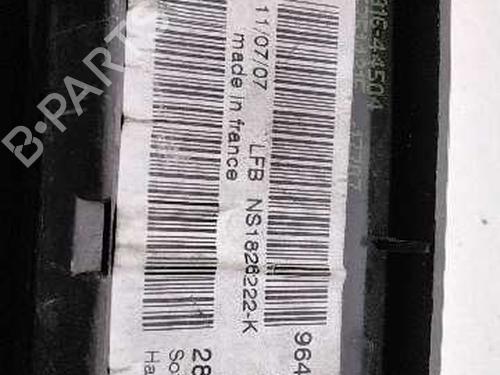 B-PARTS
11/07/07
made in france
LFB NS1826222-K
964
28
So
Ha